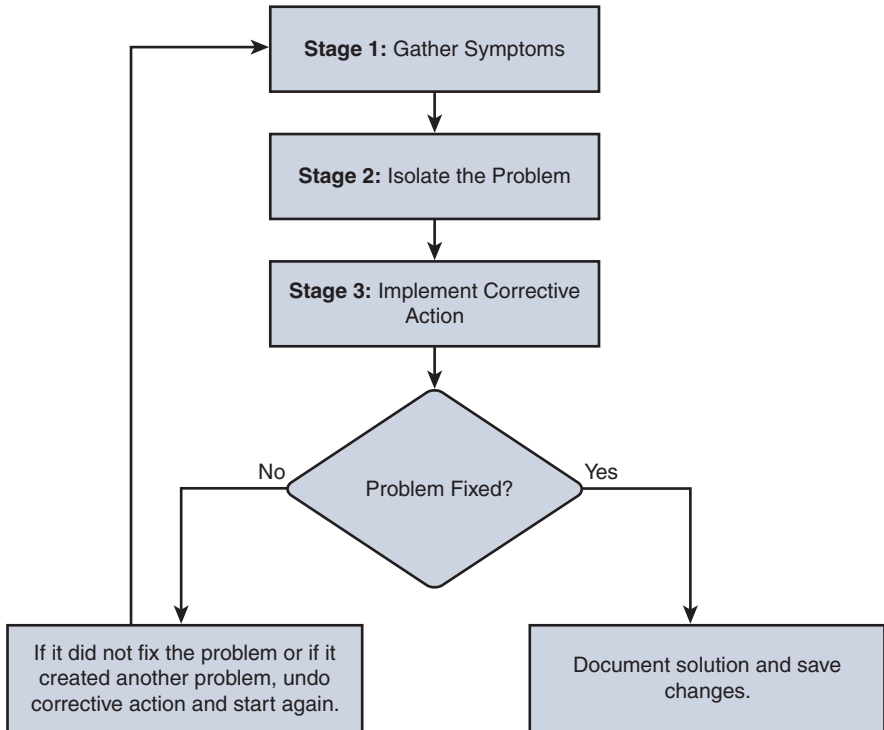 Stage 1: Gather Symptoms
Stage 2: Isolate the Problem
Stage 3: Implement Corrective
Action
Problem Fixed?
No
Yes
If it did not fix the problem or if it
created another problem, undo
corrective action and start again.
Document solution and save
changes.